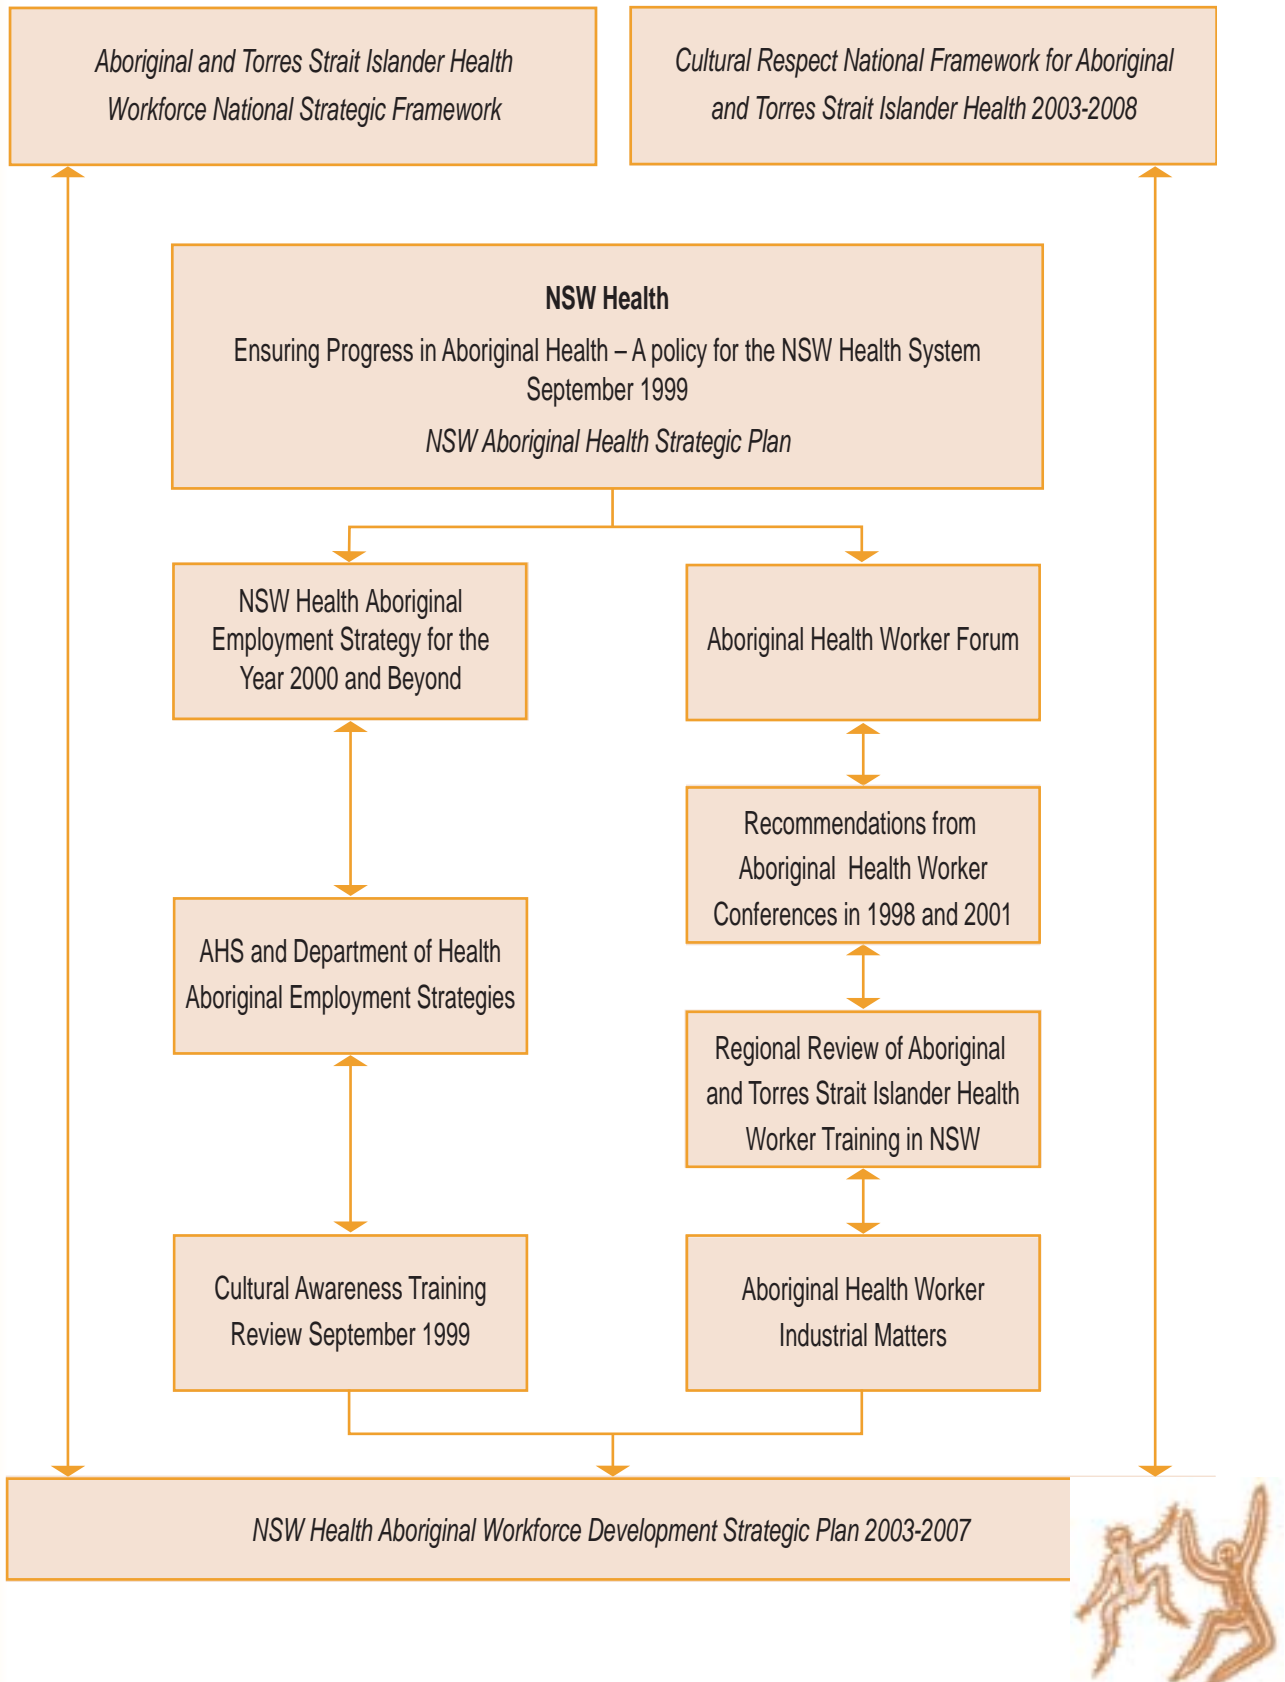 Aboriginal and Torres Strait Islander Health
Workforce National Strategic Framework
Cultural Respect National Framework for Aboriginal
and Torres Strait Islander Health 2003-2008
NSW Health
Ensuring Progress in Aboriginal Health – A policy for the NSW Health System
September 1999
NSW Aboriginal Health Strategic Plan
NSW Health Aboriginal
Employment Strategy for the
Year 2000 and Beyond
Aboriginal Health Worker Forum
Recommendations from
Aboriginal Health Worker
Conferences in 1998 and 2001
AHS and Department of Health
Aboriginal Employment Strategies
Regional Review of Aboriginal
and Torres Strait Islander Health
Worker Training in NSW
Cultural Awareness Training
Review September 1999
Aboriginal Health Worker
Industrial Matters
NSW Health Aboriginal Workforce Development Strategic Plan 2003-2007